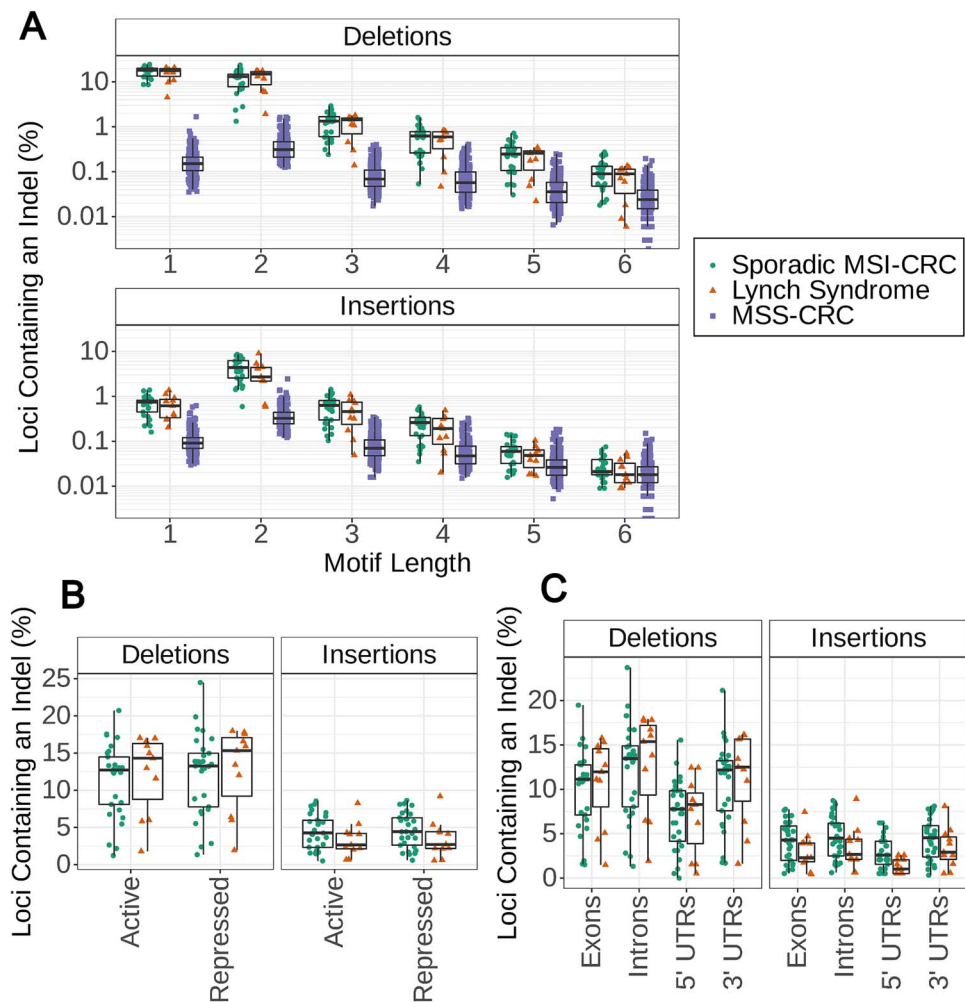 A
Deletions
Loci Containing an Indel (%)
10
1
0.1
0.01
1 2 3 4 5 6
Insertions
10
1
0.1
0.01
1 2 3 4 5 6
Motif Length
Sporadic MSI-CRC
Lynch Syndrome
MSS-CRC
B
Loci Containing an Indel (%)
Deletions Insertions
25
20
15
10
5
0
Active Repressed Active Repressed
C
Loci Containing an Indel (%)
Deletions Insertions
20
15
10
5
0
Exons Introns 5' UTRs 3' UTRs Exons Introns 5' UTRs 3' UTRs